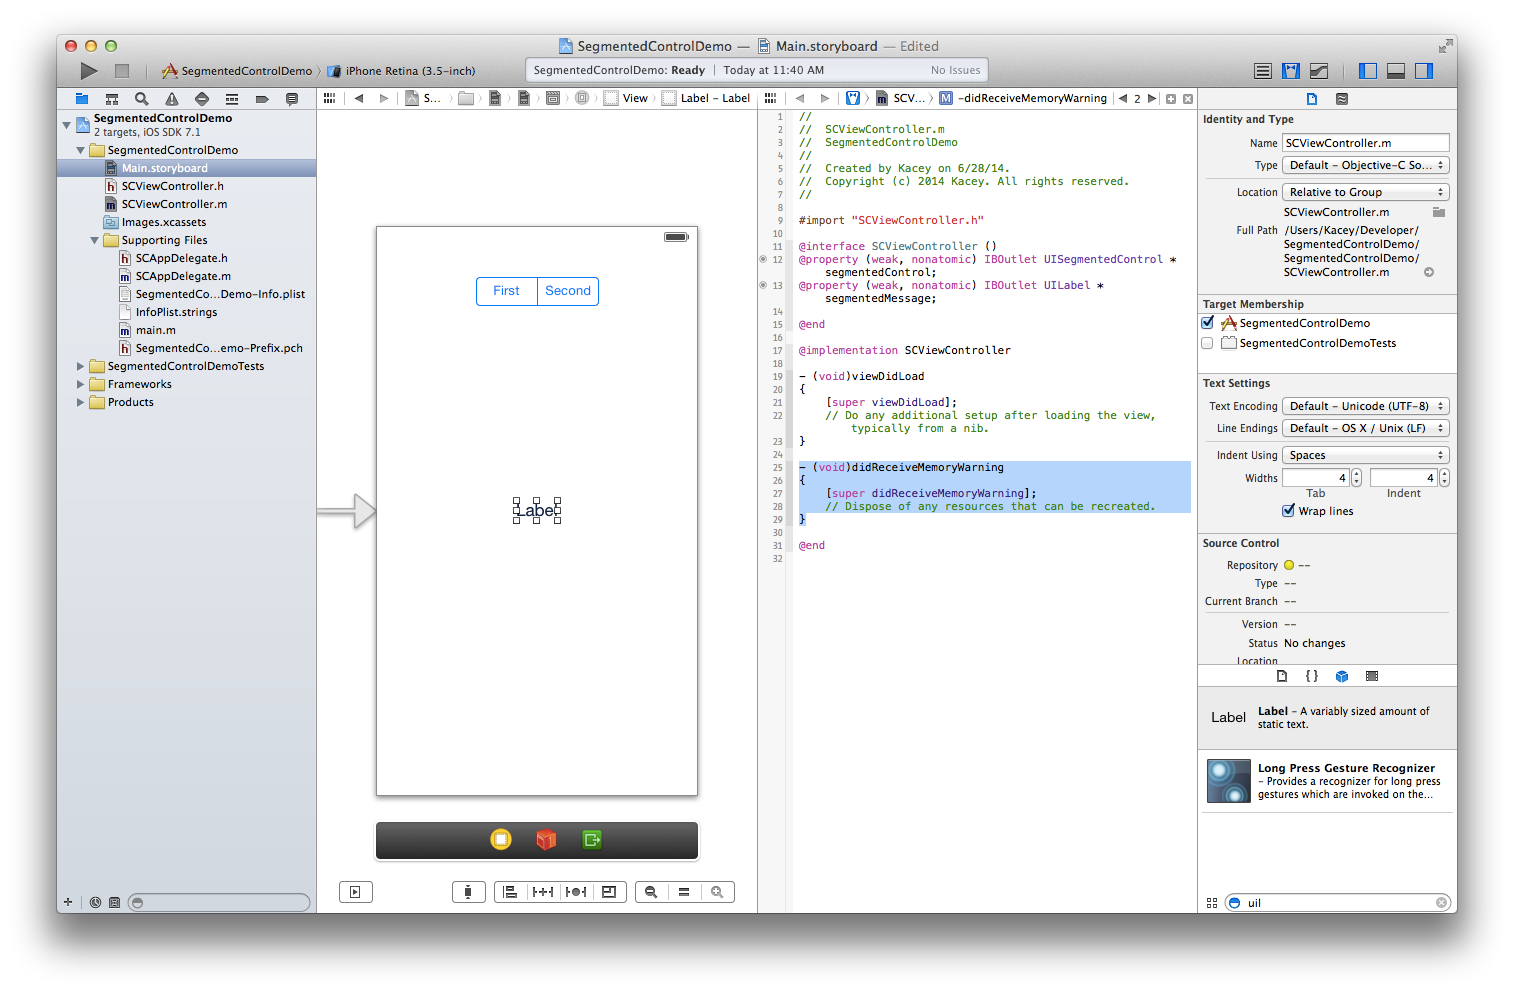 SegmentedControlDemo — Main.storyboard — Edited
SegmentedControlDemo 〉 iPhone Retina (3.5-inch)
SegmentedControlDemo: Ready | Today at 11:40 AM
No Issues
SegmentedControlDemo
2 targets, iOS SDK 7.1
SegmentedControlDemo
Main.storyboard
SCViewController.h
SCViewController.m
Images.xcassets
Supporting Files
SCAppDelegate.h
SCAppDelegate.m
SegmentedCo...Demo-Info.plist
InfoPlist.strings
main.m
SegmentedCo...emo-Prefix.pch
SegmentedControlDemoTests
Frameworks
Products
S... 〉 View 〉 Label - Label
First
Second
Label
SCV... 〉 M -didReceiveMemoryWarning
2
1 //
2 // SCViewController.m
3 // SegmentedControlDemo
4 //
5 // Created by Kacey on 6/28/14.
6 // Copyright (c) 2014 Kacey. All rights reserved.
7 //
8
9 #import "SCViewController.h"
10
11 @interface SCViewController ()
12 @property (weak, nonatomic) IBOutlet UISegmentedControl *
segmentedControl;
13 @property (weak, nonatomic) IBOutlet UILabel *
segmentedMessage;
14
15 @end
16
17 @implementation SCViewController
18
19 - (void)viewDidLoad
20 {
21 [super viewDidLoad];
22 // Do any additional setup after loading the view,
typically from a nib.
23 }
24
25 - (void)didReceiveMemoryWarning
26 {
27 [super didReceiveMemoryWarning];
28 // Dispose of any resources that can be recreated.
29 }
30
31 @end
32
Identity and Type
Name SCViewController.m
Type Default - Objective-C So...
Location Relative to Group
SCViewController.m
Full Path /Users/Kacey/Developer/
SegmentedControlDemo/
SegmentedControlDemo/
SCViewController.m
Target Membership
SegmentedControlDemo
SegmentedControlDemoTests
Text Settings
Text Encoding Default - Unicode (UTF-8)
Line Endings Default - OS X / Unix (LF)
Indent Using Spaces
Widths 4 4
Tab Indent
Wrap lines
Source Control
Repository --
Type --
Current Branch --
Version --
Status No changes
Location
{ }
Label
Label - A variably sized amount of
static text.
Long Press Gesture Recognizer
- Provides a recognizer for long press
gestures which are invoked on the...
uil